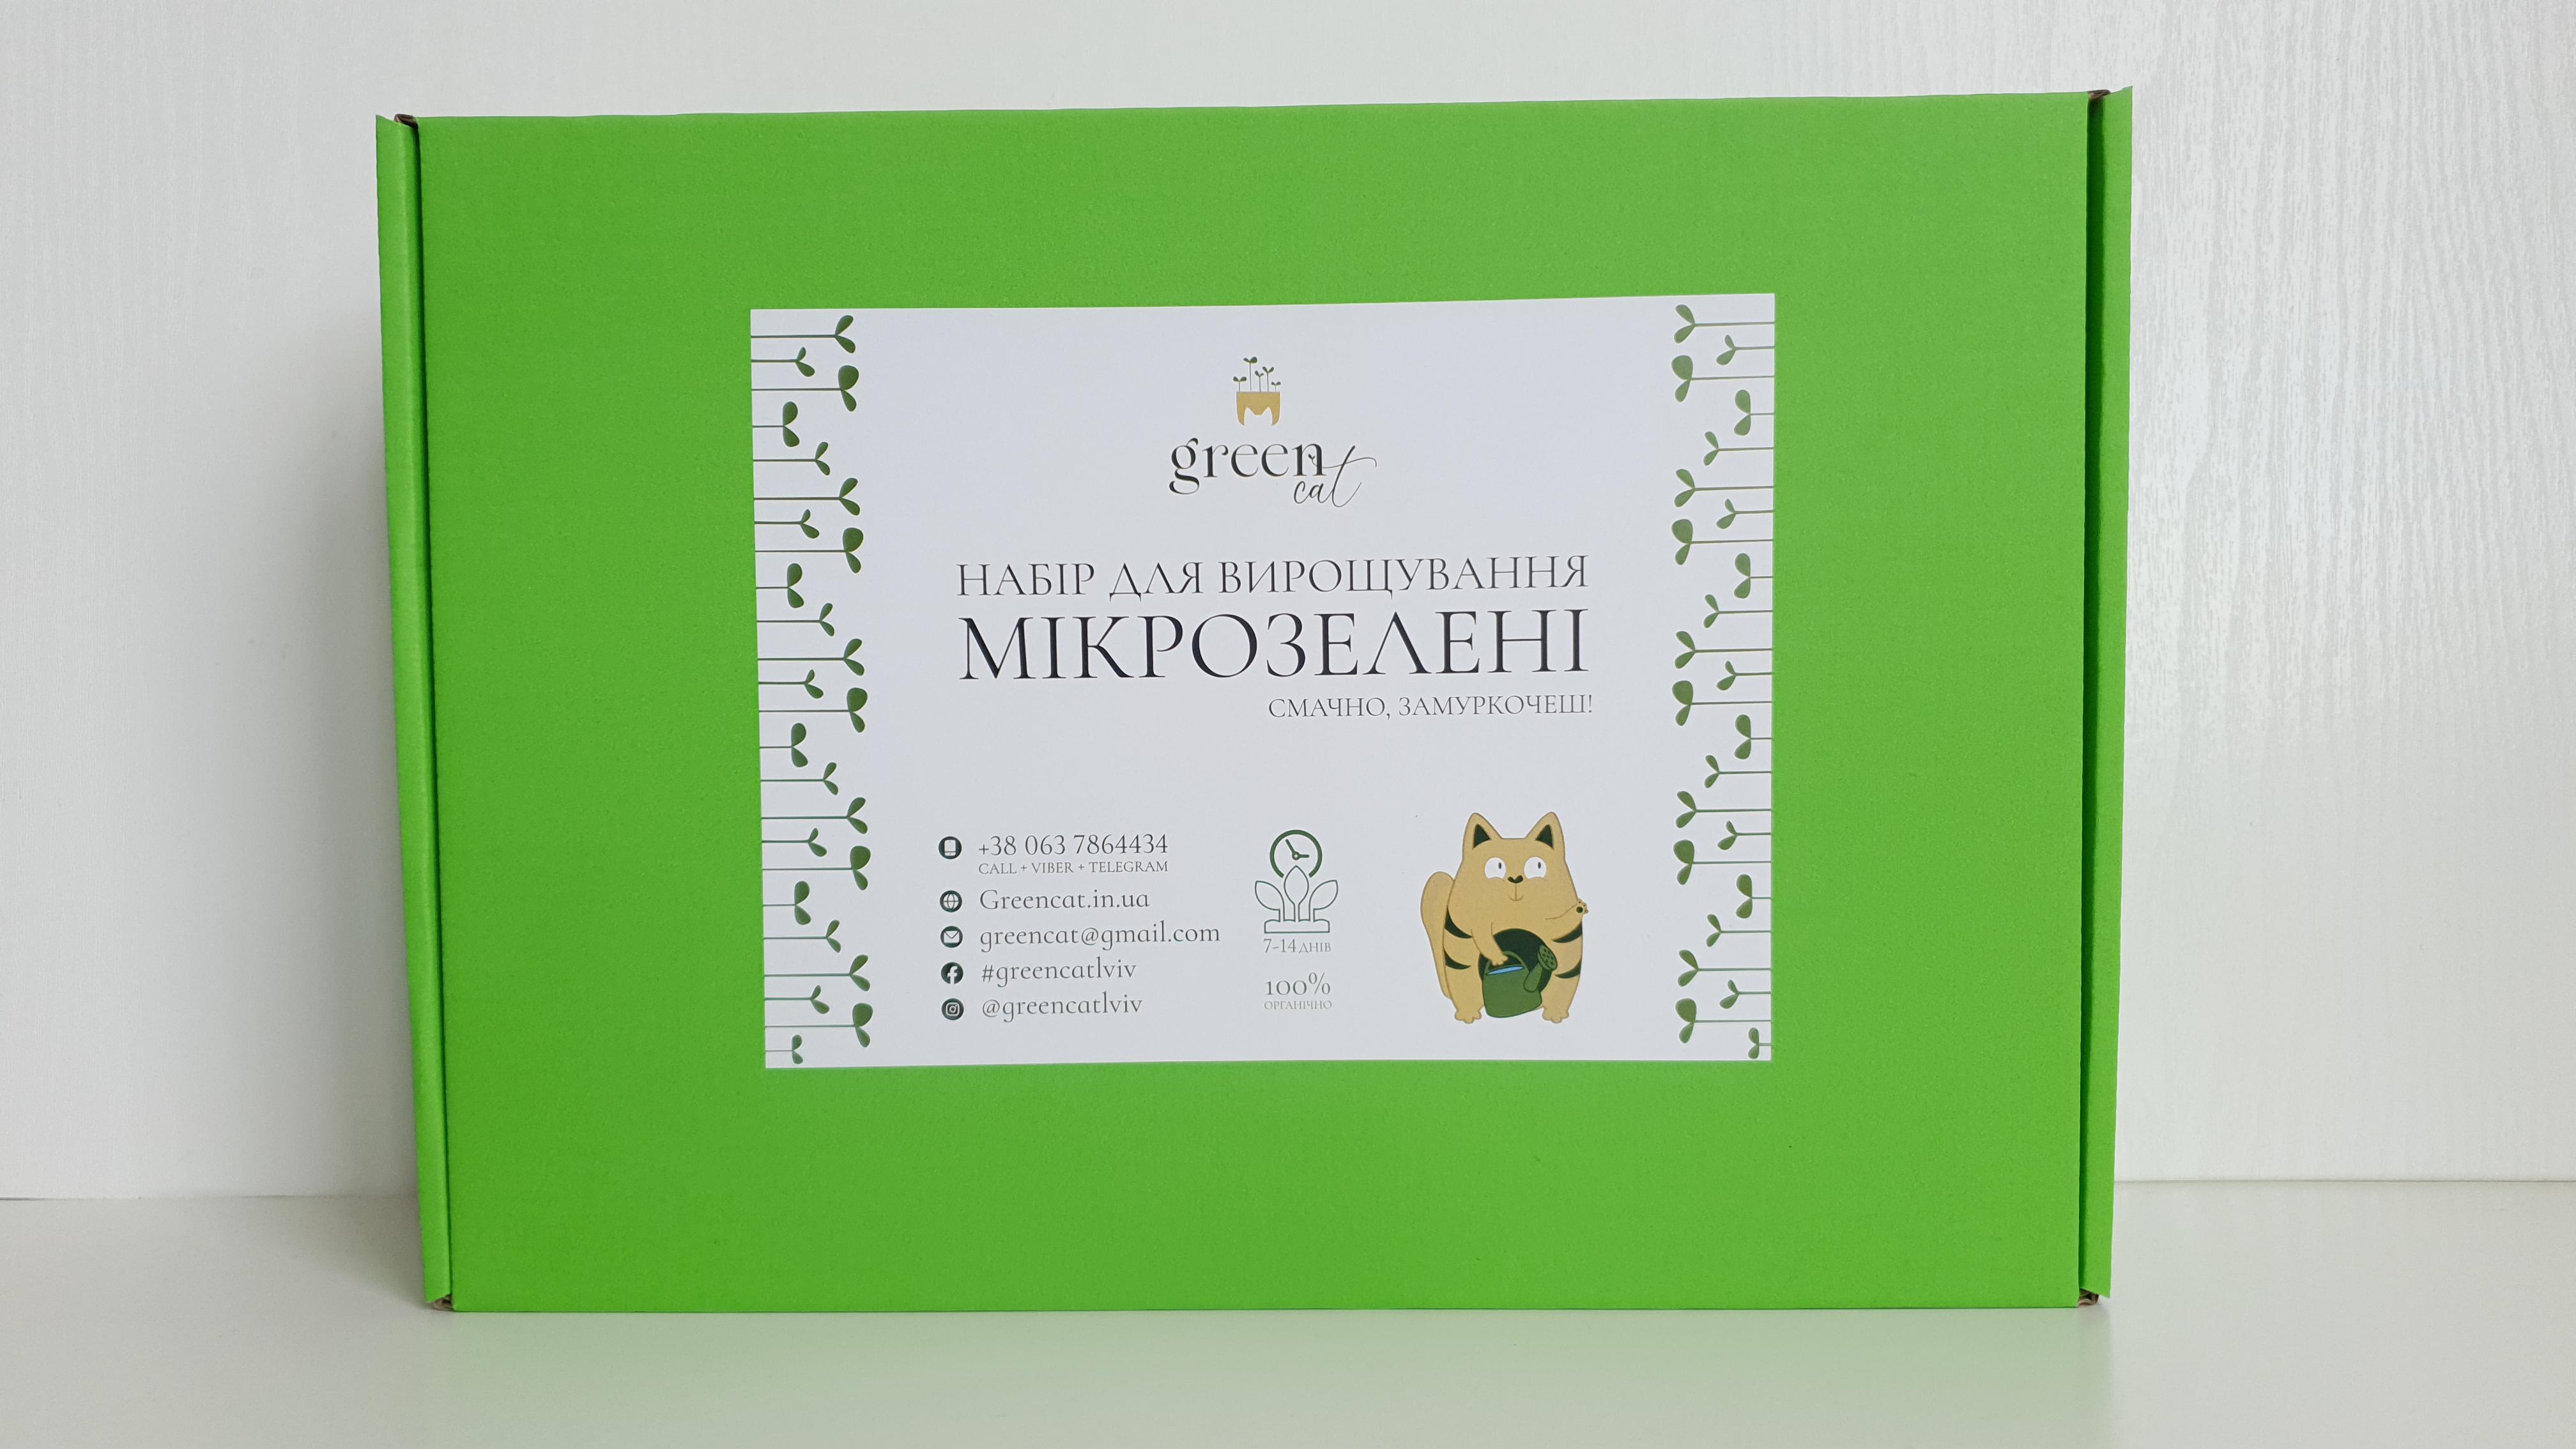 green
cat
НАБІР ДЛЯ ВИРОЩУВАННЯ
МІКРОЗЕЛЕНІ
СМАЧНО, ЗАМУРКОЧЕШ!
+38 063 7864434
CALL + VIBER + TELEGRAM
Greencat.in.ua
greencat@gmail.com
#greencatlviv
@greencatlviv
7-14 ДНІВ
100%
ОРГАНІЧНО